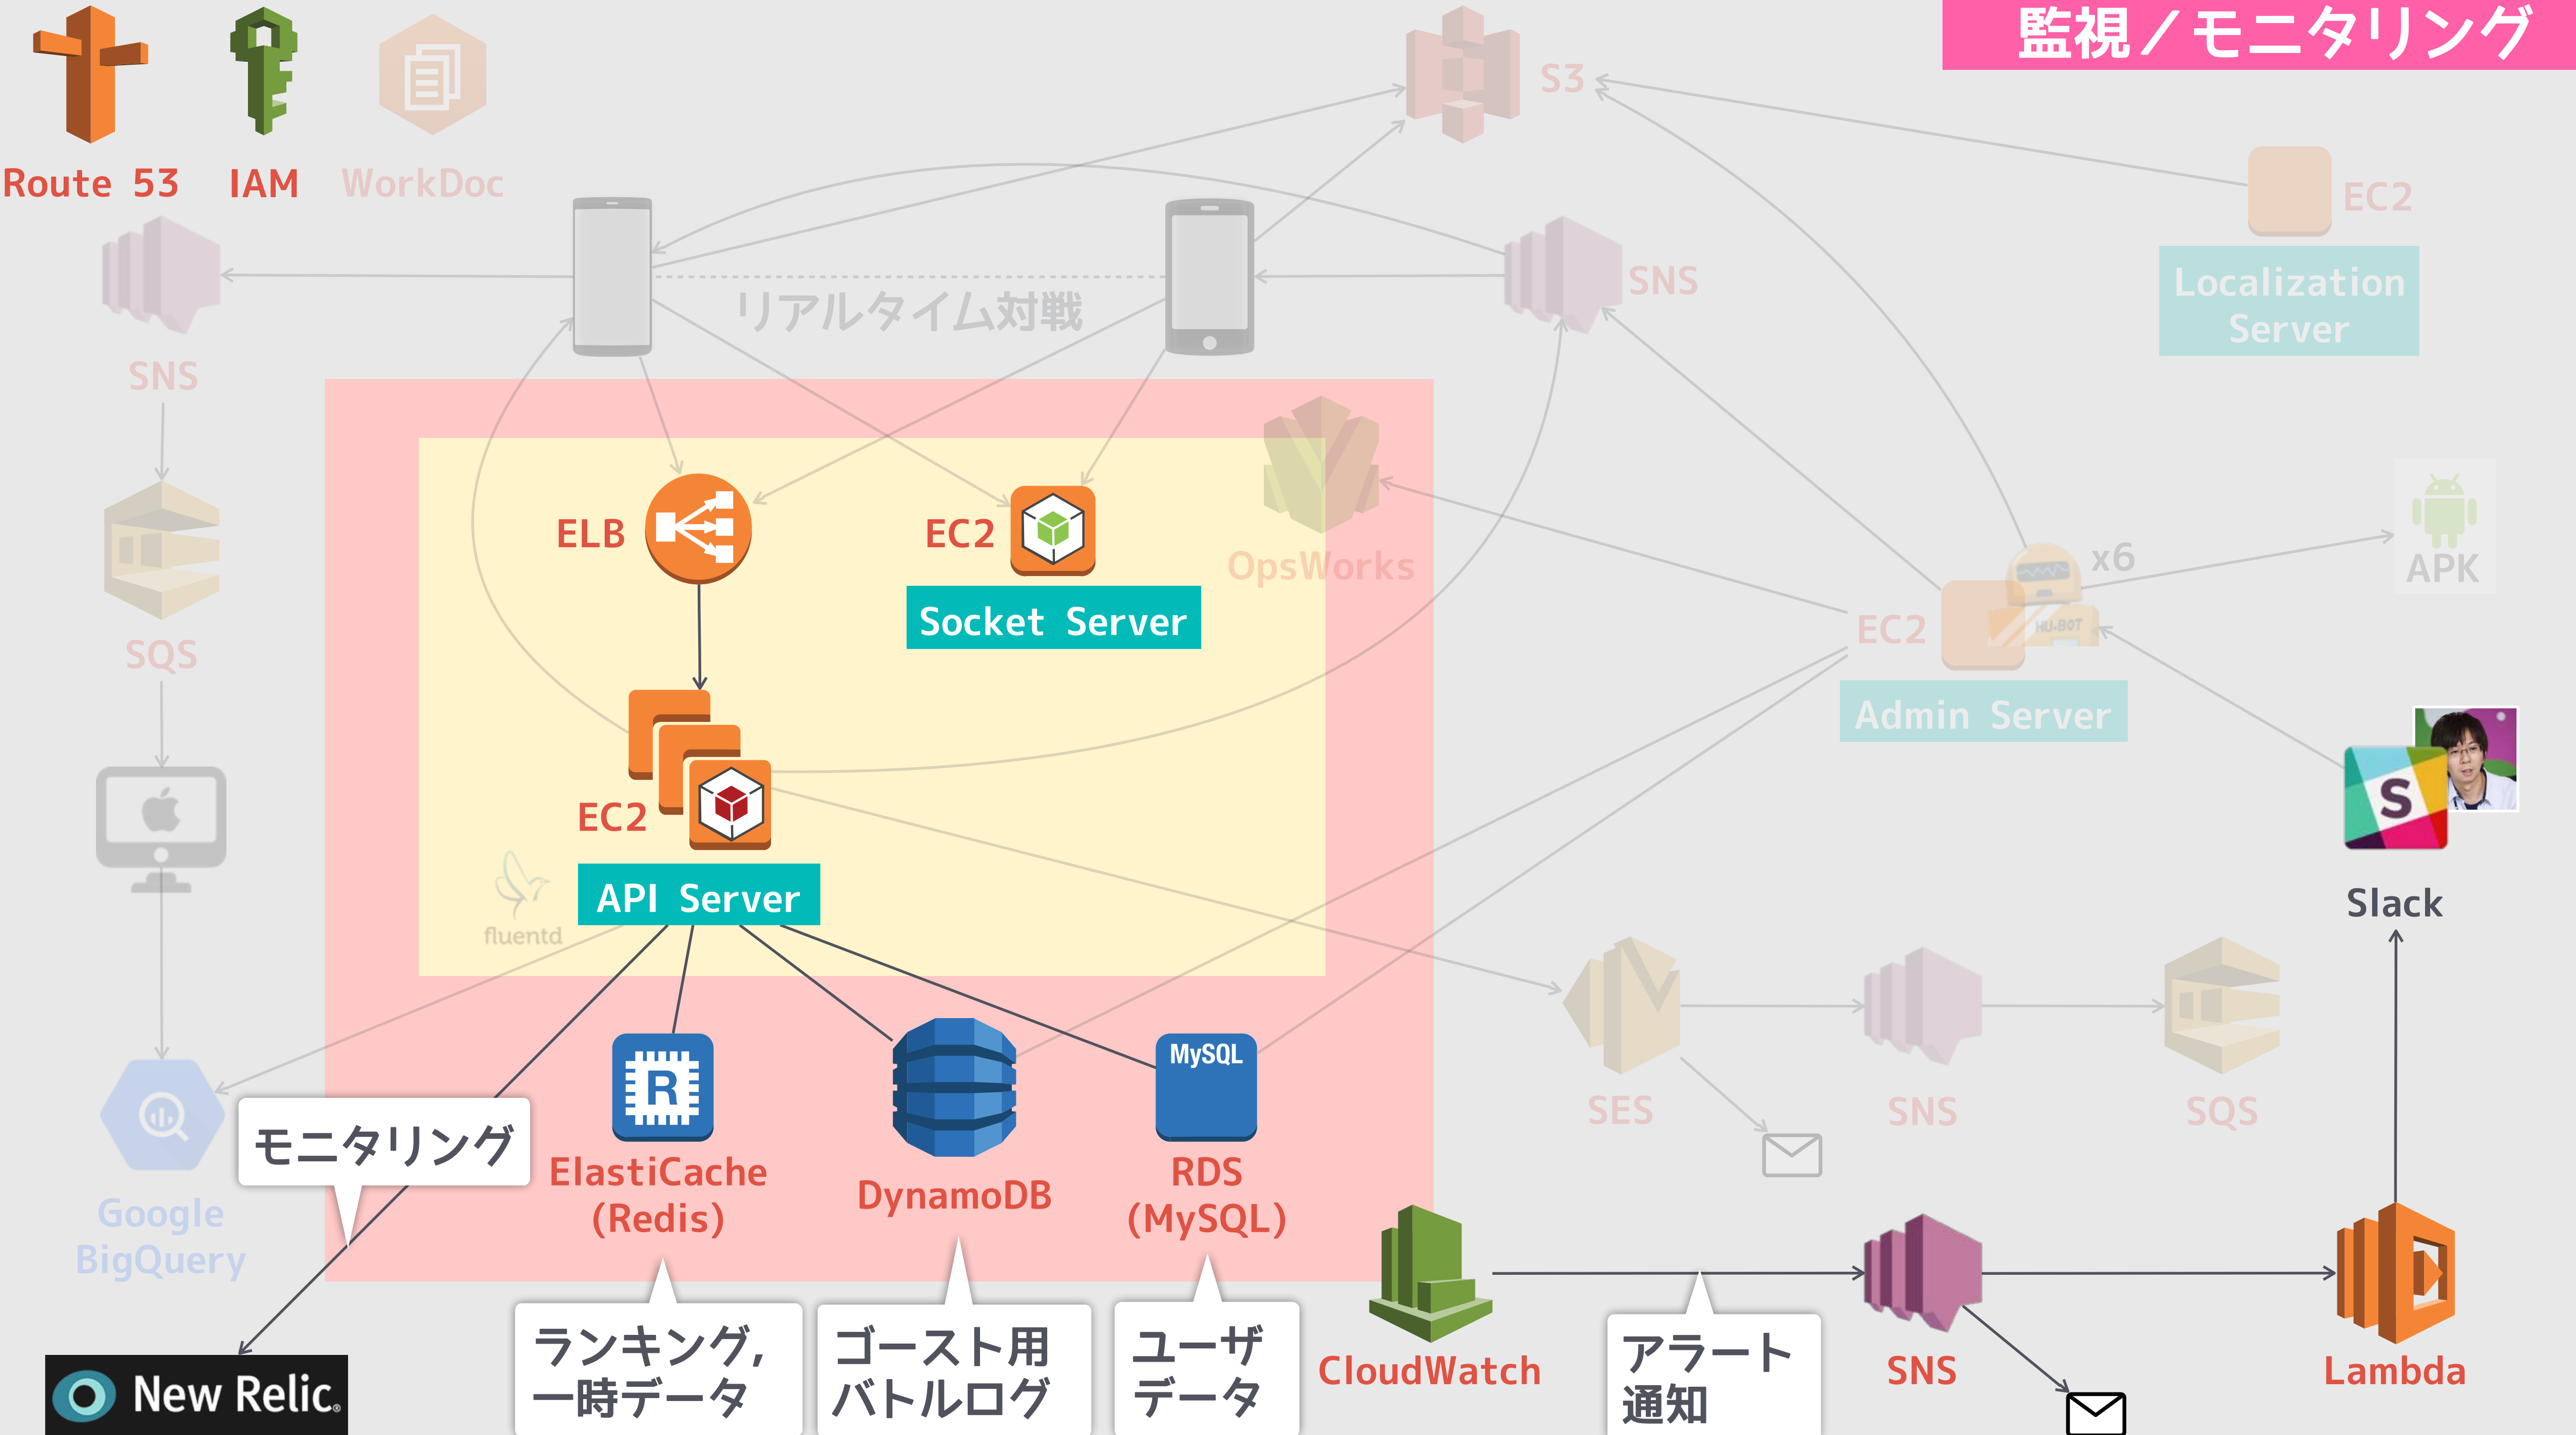 監視／モニタリング
Route 53
IAM
WorkDoc
S3
EC2
Localization
Server
SNS
リアルタイム対戦
SNS
SQS
ELB
EC2
Socket Server
OpsWorks
x6
HU-BOT
EC2
Admin Server
APK
EC2
API Server
fluentd
S
Slack
Google
BigQuery
モニタリング
R
ElastiCache
(Redis)
DynamoDB
MySQL
RDS
(MySQL)
SES
SNS
SQS
New Relic®
ランキング,
一時データ
ゴースト用
バトルログ
ユーザ
データ
CloudWatch
アラート
通知
SNS
Lambda